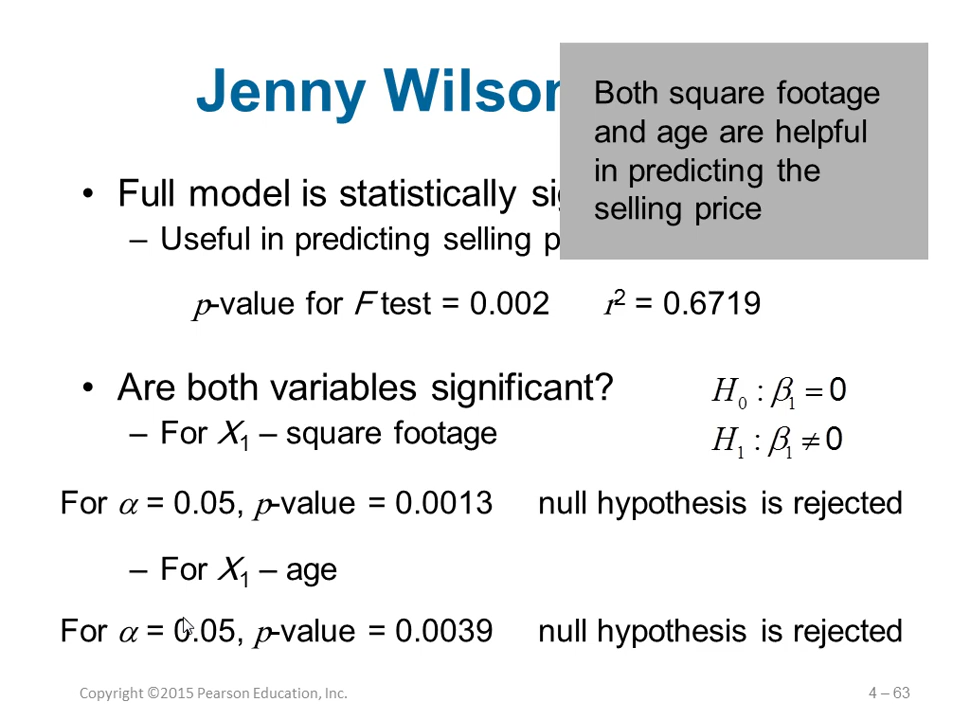 Jenny Wilson
Both square footage
and age are helpful
in predicting the
selling price
• Full model is statistically
– Useful in predicting selling
p-value for F test = 0.002 r² = 0.6719
• Are both variables significant?
H₀ : β₁ = 0
– For X₁ – square footage
H₁ : β₁ ≠ 0
For α = 0.05, p-value = 0.0013 null hypothesis is rejected
– For X₁ – age
For α = 0.05, p-value = 0.0039 null hypothesis is rejected
Copyright ©2015 Pearson Education, Inc.
4 – 63